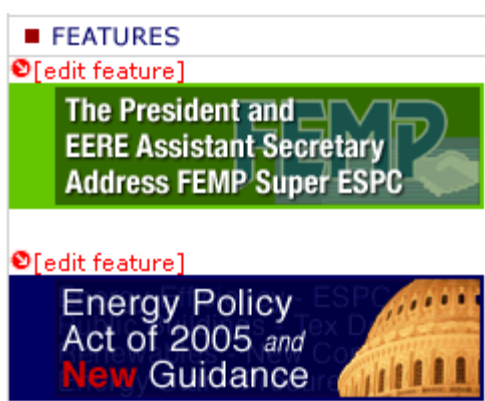 FEATURES
[edit feature]
FEMP
The President and
EERE Assistant Secretary
Address FEMP Super ESPC
[edit feature]
Energy Policy
Act of 2005 and
New Guidance